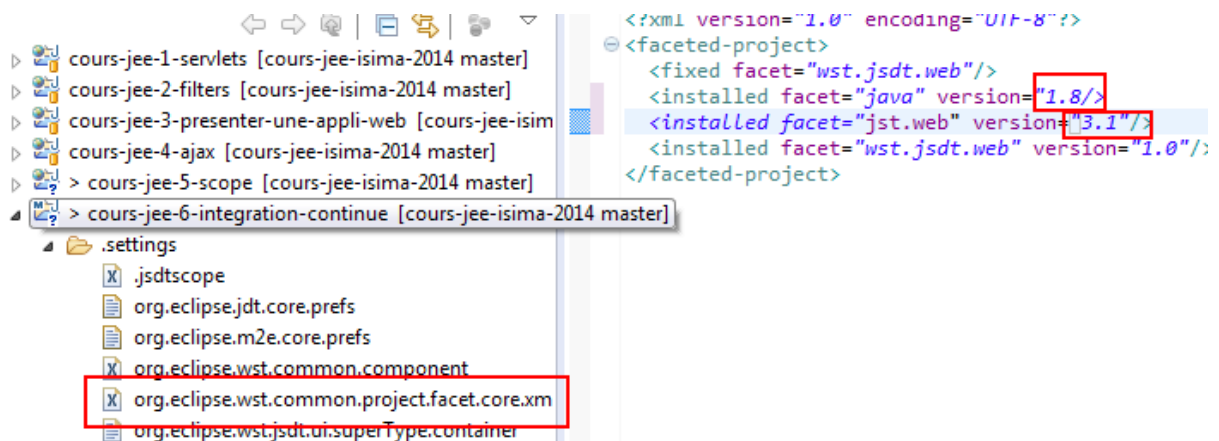 cours-jee-1-servlets [cours-jee-isima-2014 master]
cours-jee-2-filters [cours-jee-isima-2014 master]
cours-jee-3-presenter-une-appli-web [cours-jee-isim
cours-jee-4-ajax [cours-jee-isima-2014 master]
> cours-jee-5-scope [cours-jee-isima-2014 master]
> cours-jee-6-integration-continue [cours-jee-isima-2014 master]
.settings
.jsdtscope
org.eclipse.jdt.core.prefs
org.eclipse.m2e.core.prefs
org.eclipse.wst.common.component
org.eclipse.wst.common.project.facet.core.xm
org.eclipse.wst.jsdt.ui.superType.container
<?xml version="1.0" encoding="UTF-8"?>
<faceted-project>
<fixed facet="wst.jsdt.web"/>
<installed facet="java" version="1.8/>
<installed facet="jst.web" version="3.1"/>
<installed facet="wst.jsdt.web" version="1.0"/>
</faceted-project>